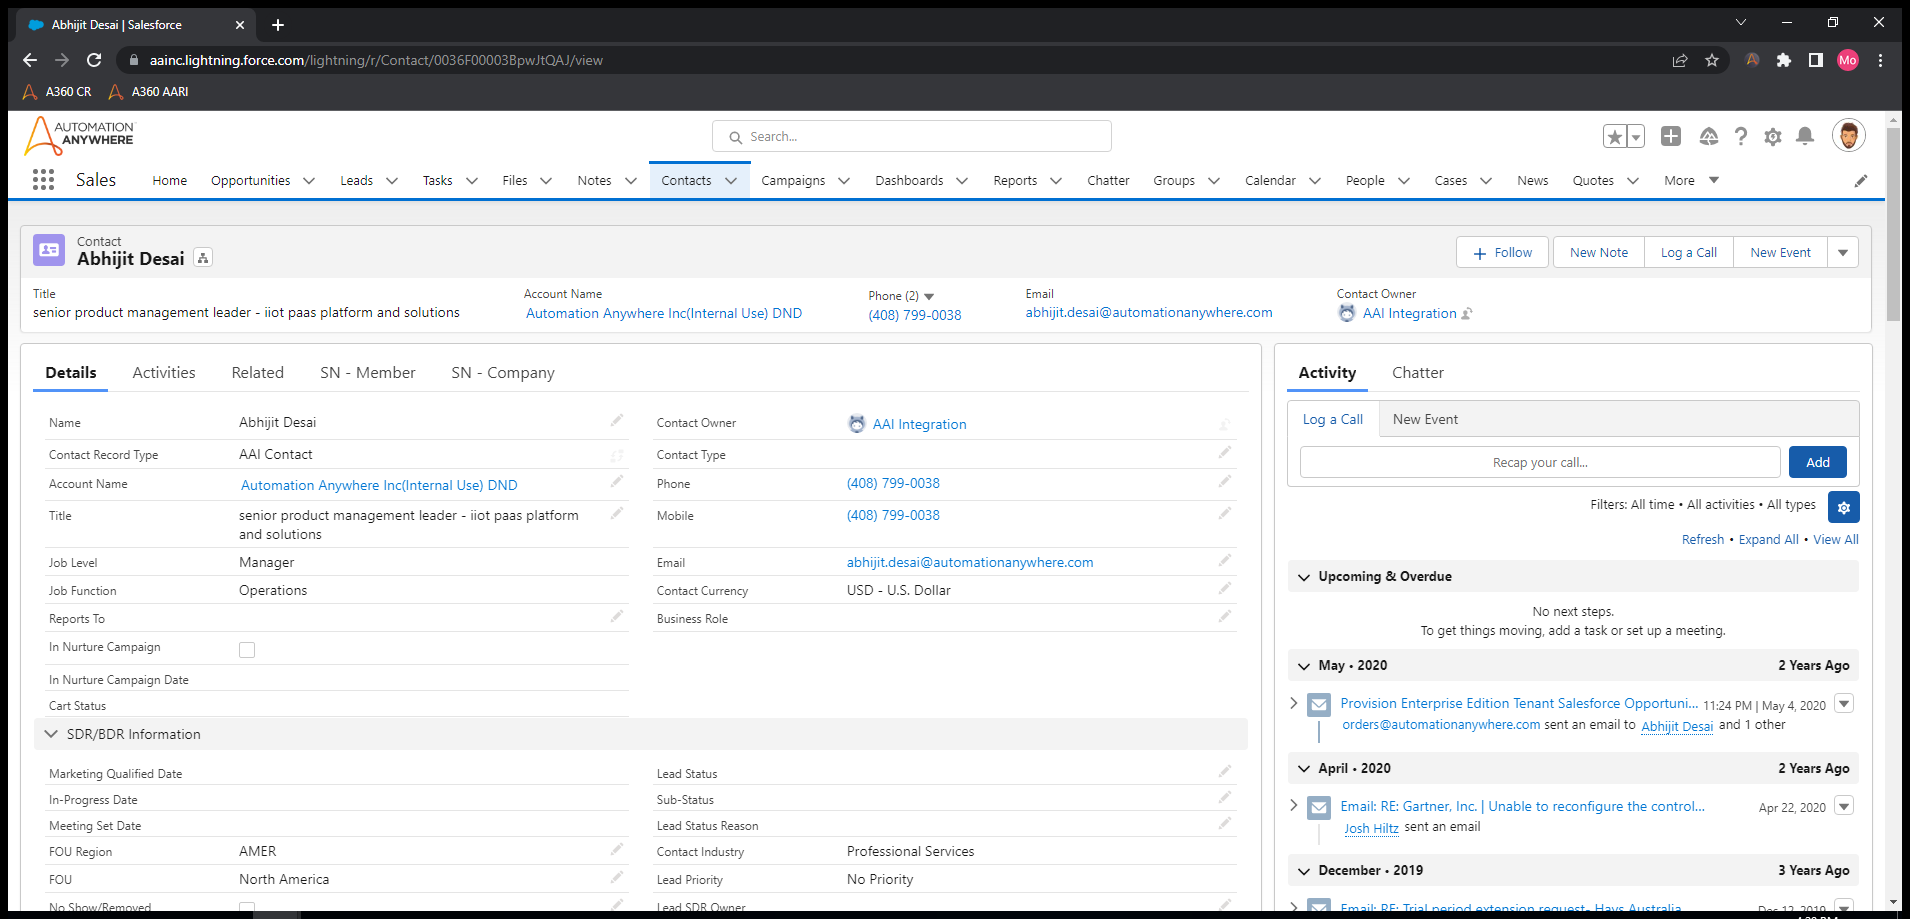 Abhijit Desai | Salesforce
aainc.lightning.force.com/lightning/r/Contact/0036F00003BpwJtQAJ/view
Mo
A360 CR A360 AARI
AUTOMATION
ANYWHERE
Search...
Sales Home Opportunities Leads Tasks Files Notes Contacts Campaigns Dashboards Reports Chatter Groups Calendar People Cases News Quotes More
Contact
Abhijit Desai
Follow New Note Log a Call New Event
Title Account Name Phone (2) Email Contact Owner
senior product management leader - iiot paas platform and solutions Automation Anywhere Inc(Internal Use) DND (408) 799-0038 abhijit.desai@automationanywhere.com AAI Integration
Details Activities Related SN - Member SN - Company
Name Abhijit Desai Contact Owner AAI Integration
Contact Record Type AAI Contact Contact Type
Account Name Automation Anywhere Inc(Internal Use) DND Phone (408) 799-0038
Title senior product management leader - iiot paas platform Mobile (408) 799-0038
and solutions
Job Level Manager Email abhijit.desai@automationanywhere.com
Job Function Operations Contact Currency USD - U.S. Dollar
Reports To Business Role
In Nurture Campaign
In Nurture Campaign Date
Cart Status
SDR/BDR Information
Marketing Qualified Date Lead Status
In-Progress Date Sub-Status
Meeting Set Date Lead Status Reason
FOU Region AMER Contact Industry Professional Services
FOU North America Lead Priority No Priority
No Show/Removed Lead SDR Owner
Activity Chatter
Log a Call New Event
Recap your call... Add
Filters: All time • All activities • All types
Refresh • Expand All • View All
Upcoming & Overdue
No next steps.
To get things moving, add a task or set up a meeting.
May • 2020 2 Years Ago
Provision Enterprise Edition Tenant Salesforce Opportuni... 11:24 PM | May 4, 2020
orders@automationanywhere.com sent an email to Abhijit Desai and 1 other
April • 2020 2 Years Ago
Email: RE: Gartner, Inc. | Unable to reconfigure the control... Apr 22, 2020
Josh Hiltz sent an email
December • 2019 3 Years Ago
Email: RE: Trial period extension request- Hays Australia Dec 12, 2019